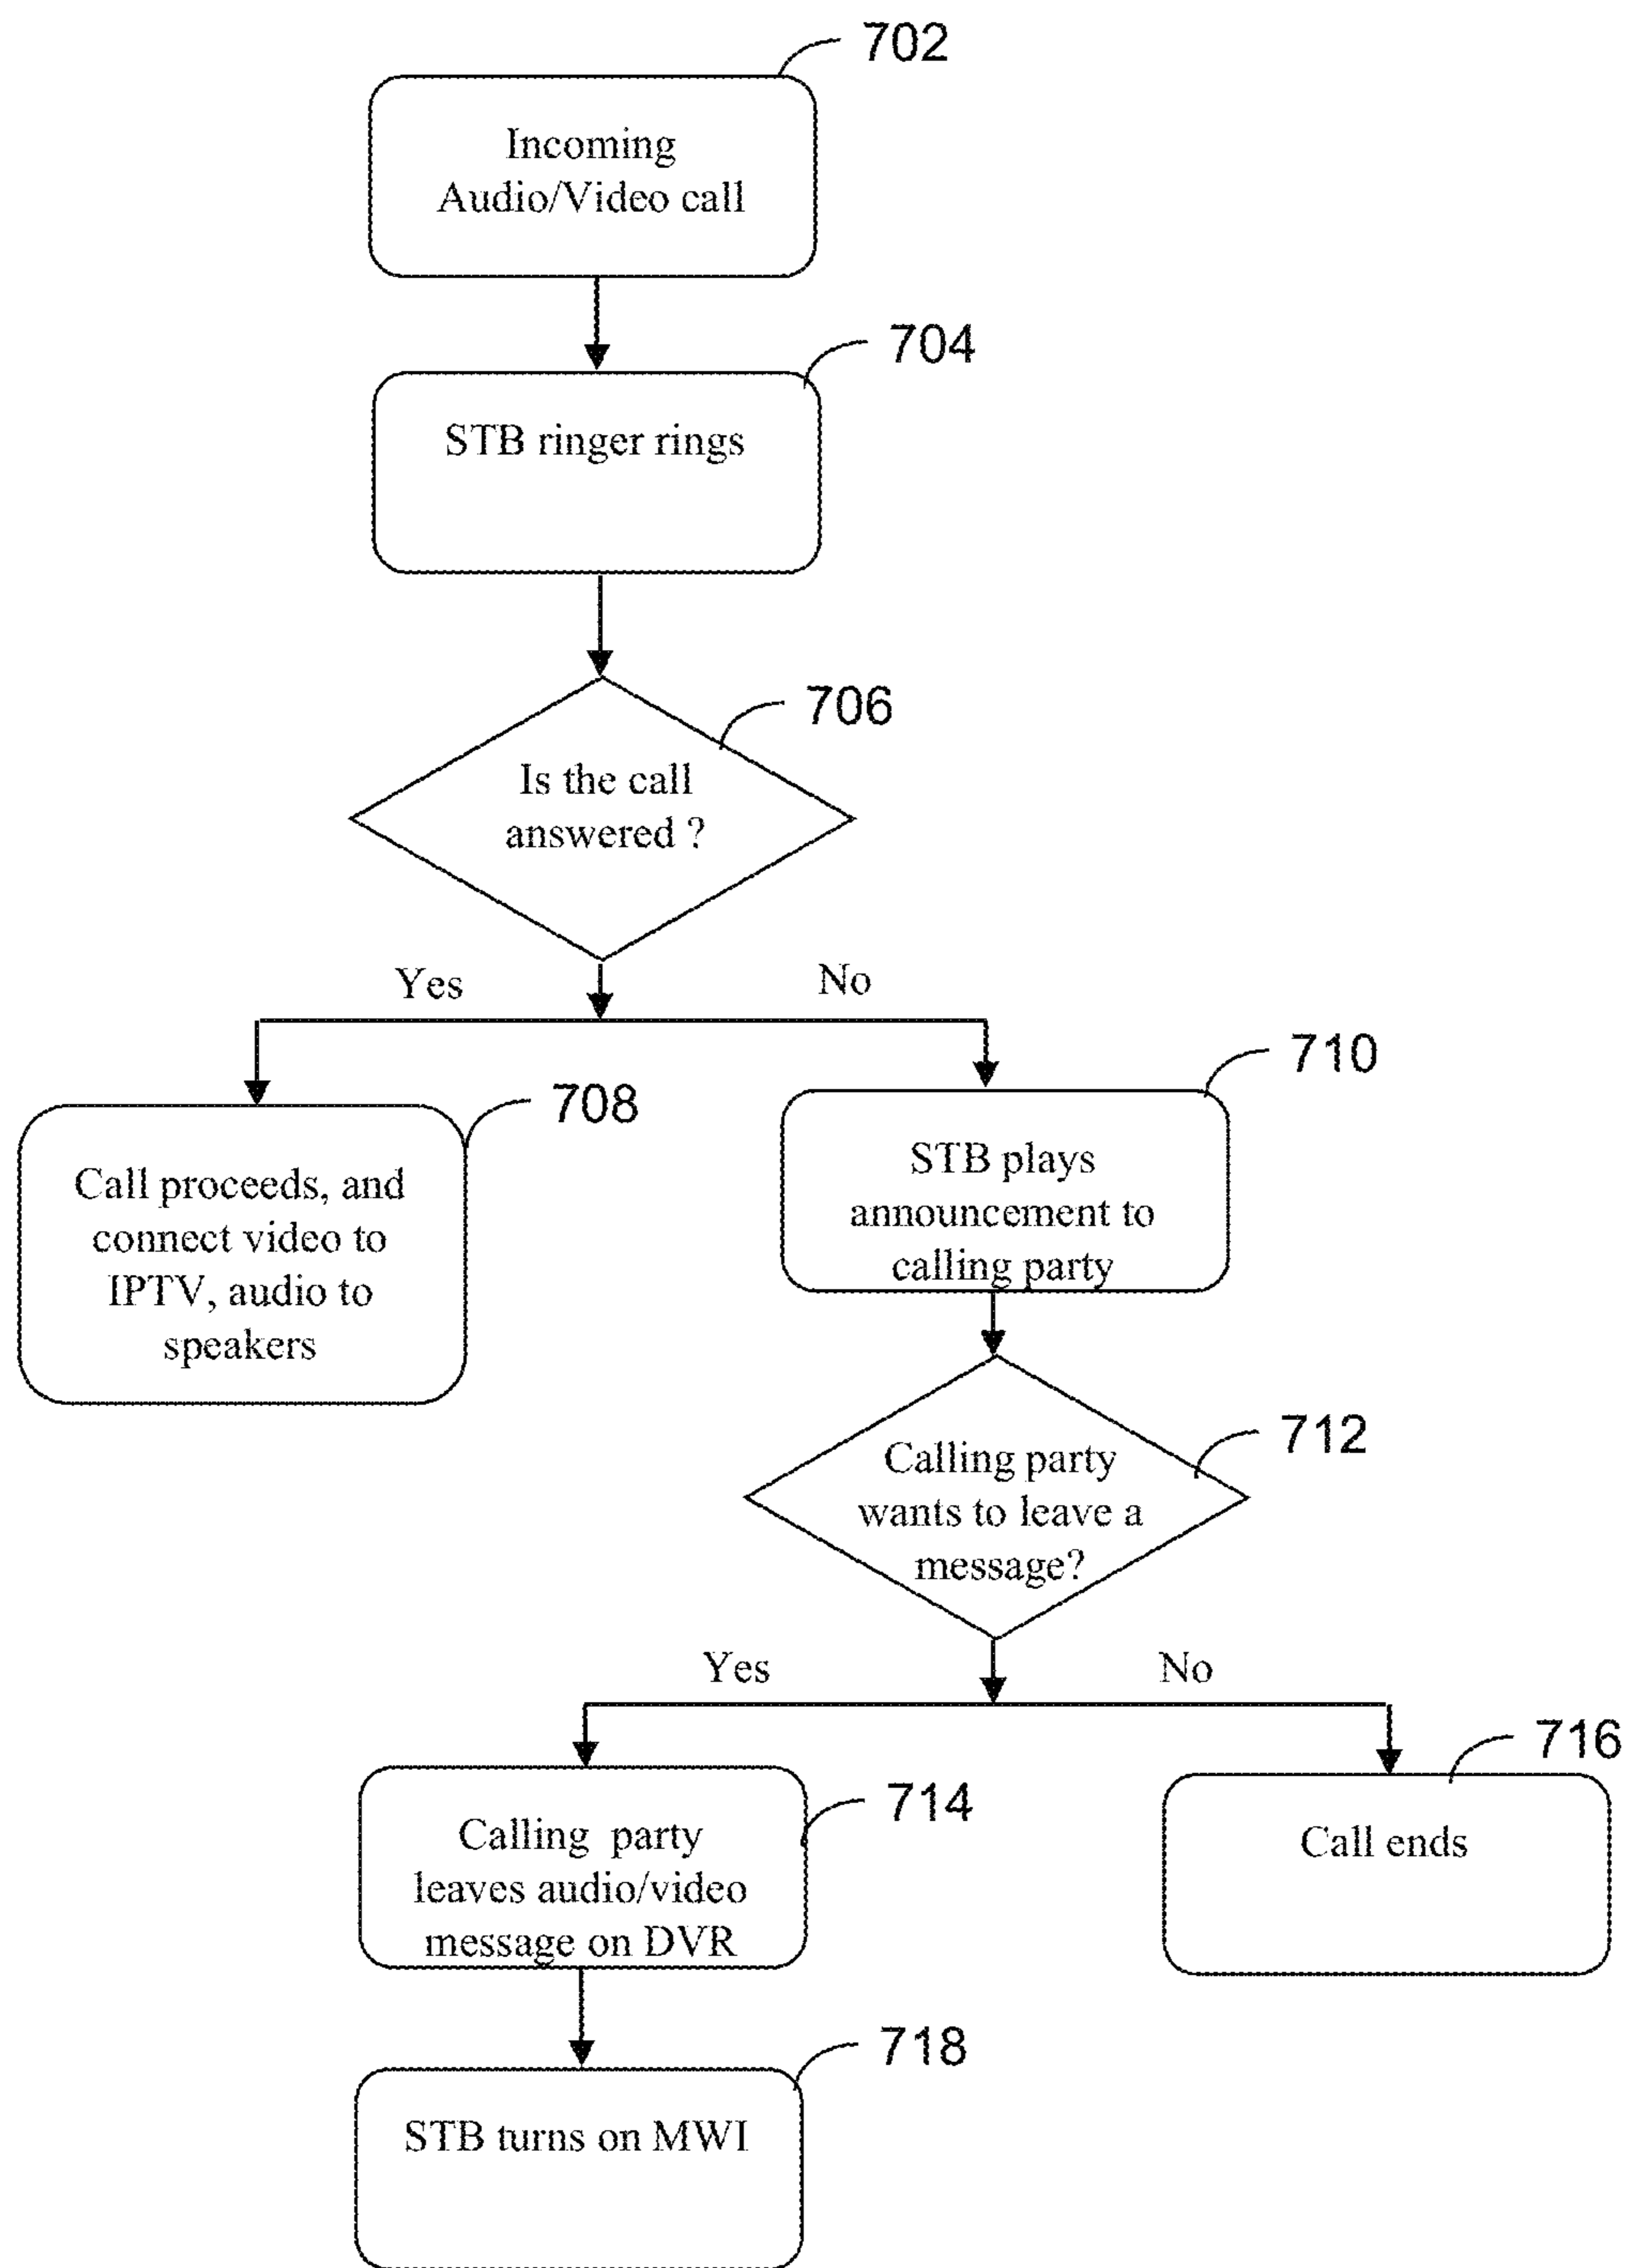 702
Incoming
Audio/Video call
704
STB ringer rings
706
Is the call
answered ?
Yes
No
708
Call proceeds, and
connect video to
IPTV, audio to
speakers
710
STB plays
announcement to
calling party
712
Calling party
wants to leave a
message?
Yes
No
714
Calling party
leaves audio/video
message on DVR
716
Call ends
718
STB turns on MWI